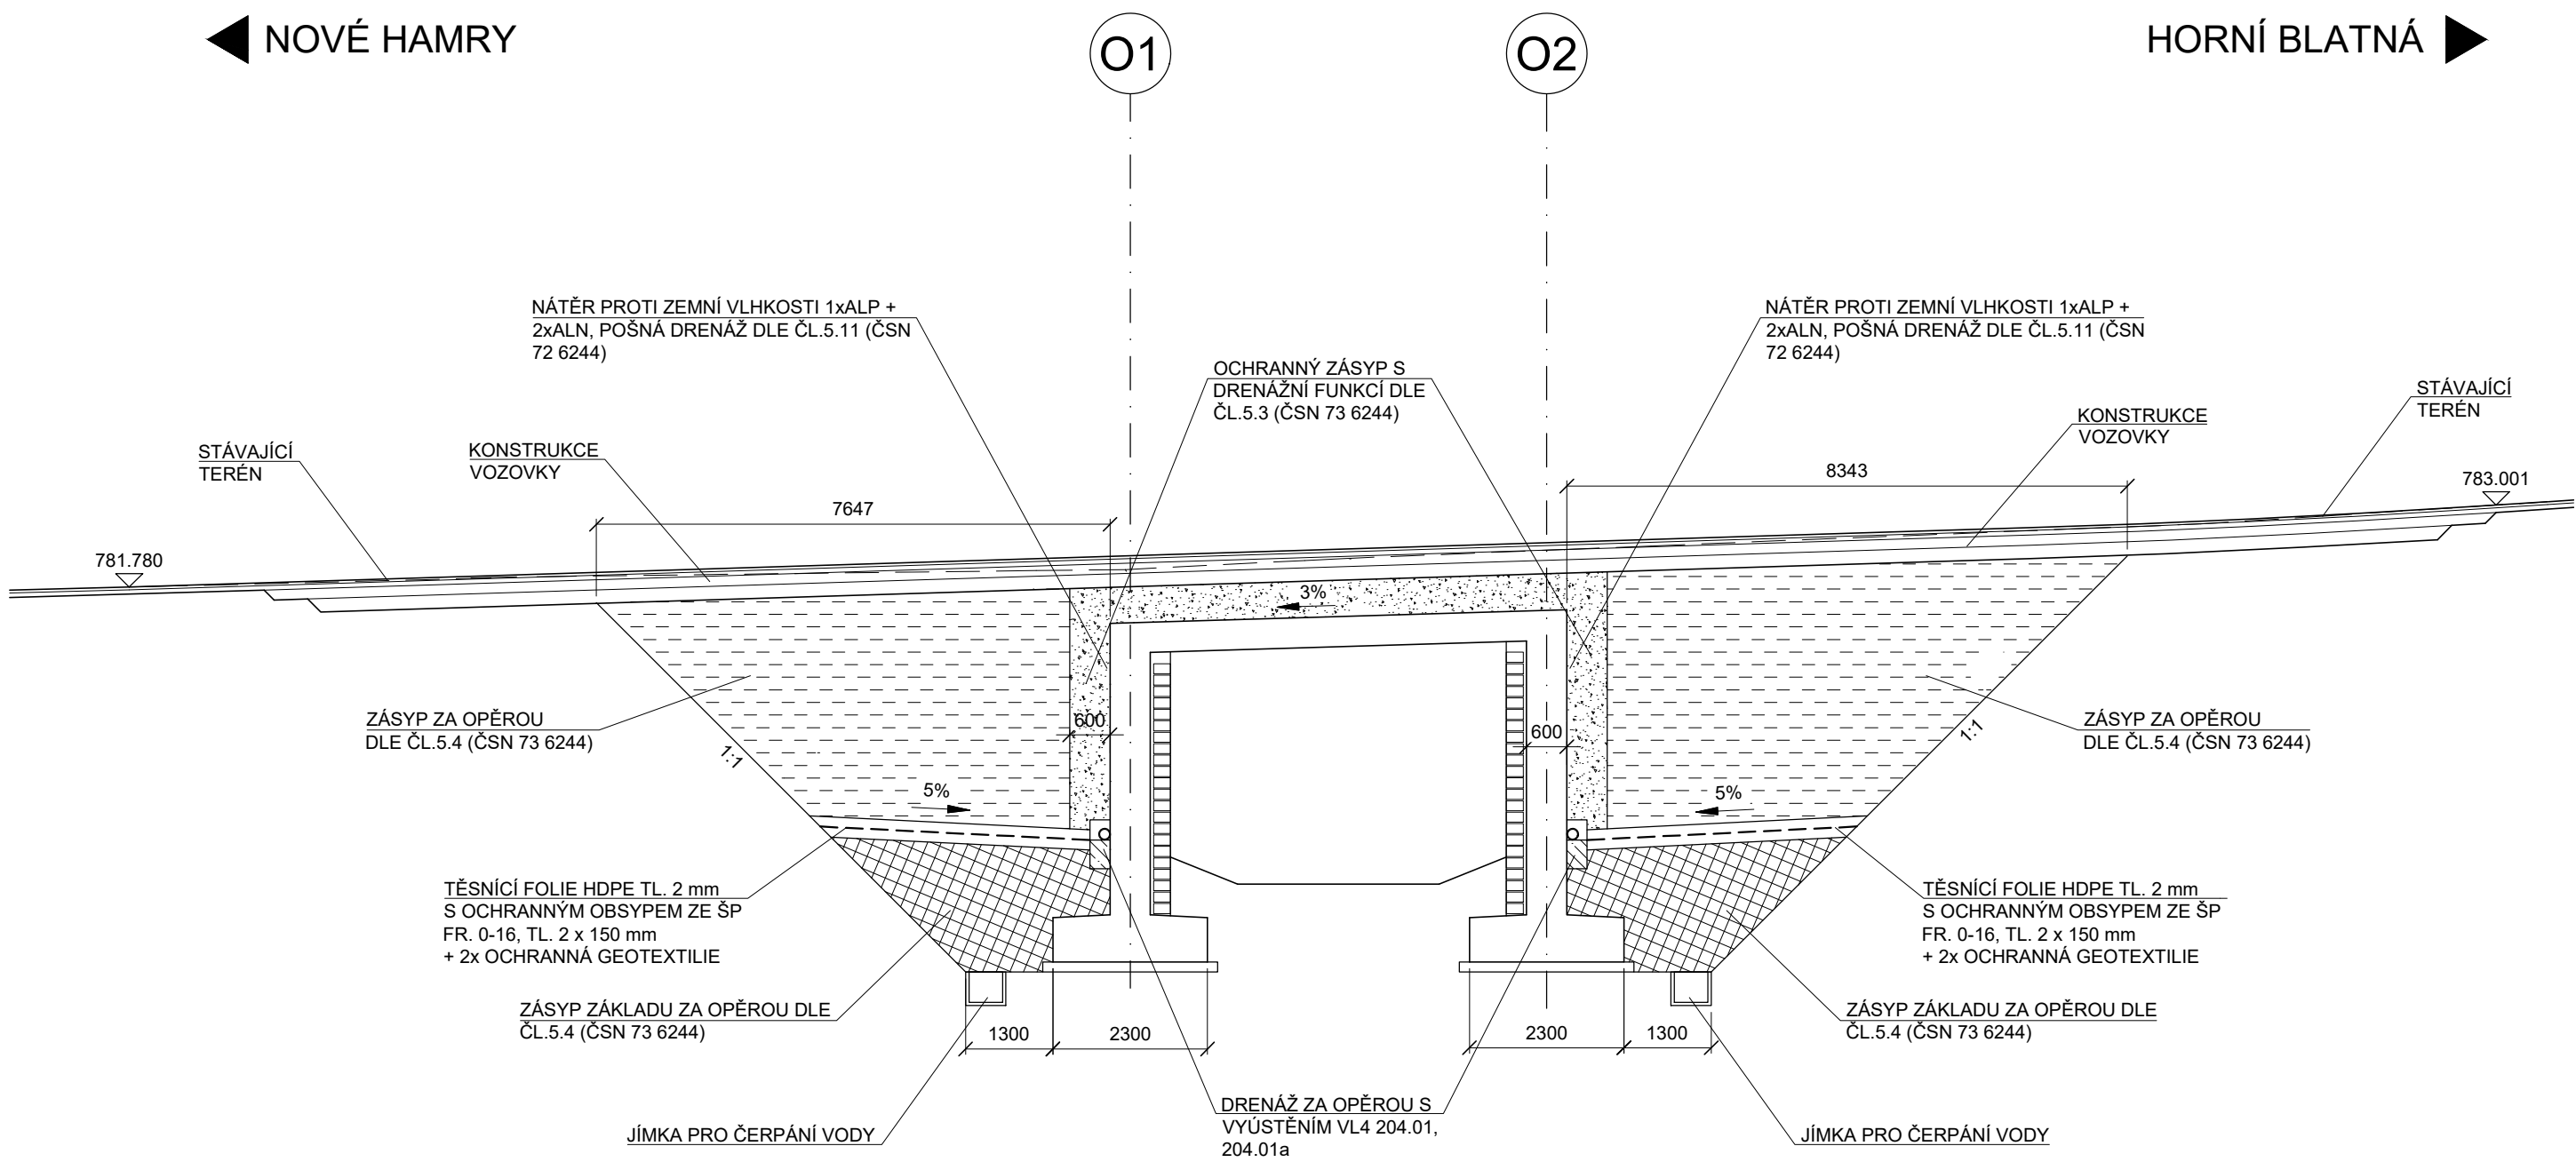 NOVÉ HAMRY
O1
O2
HORNÍ BLATNÁ
NÁTĚR PROTI ZEMNÍ VLHKOSTI 1xALP +
2xALN, POŠNÁ DRENÁŽ DLE ČL.5.11 (ČSN
72 6244)
NÁTĚR PROTI ZEMNÍ VLHKOSTI 1xALP +
2xALN, POŠNÁ DRENÁŽ DLE ČL.5.11 (ČSN
72 6244)
OCHRANNÝ ZÁSYP S
DRENÁŽNÍ FUNKCÍ DLE
ČL.5.3 (ČSN 73 6244)
STÁVAJÍCÍ
TERÉN
KONSTRUKCE
VOZOVKY
STÁVAJÍCÍ
TERÉN
KONSTRUKCE
VOZOVKY
8343
783.001
7647
781.780
3%
ZÁSYP ZA OPĚROU
DLE ČL.5.4 (ČSN 73 6244)
600
600
ZÁSYP ZA OPĚROU
DLE ČL.5.4 (ČSN 73 6244)
1:1
1:1
5%
5%
TĚSNÍCÍ FOLIE HDPE TL. 2 mm
S OCHRANNÝM OBSYPEM ZE ŠP
FR. 0-16, TL. 2 x 150 mm
+ 2x OCHRANNÁ GEOTEXTILIE
TĚSNÍCÍ FOLIE HDPE TL. 2 mm
S OCHRANNÝM OBSYPEM ZE ŠP
FR. 0-16, TL. 2 x 150 mm
+ 2x OCHRANNÁ GEOTEXTILIE
ZÁSYP ZÁKLADU ZA OPĚROU DLE
ČL.5.4 (ČSN 73 6244)
ZÁSYP ZÁKLADU ZA OPĚROU DLE
ČL.5.4 (ČSN 73 6244)
1300
2300
2300
1300
DRENÁŽ ZA OPĚROU S
VYÚSTĚNÍM VL4 204.01,
204.01a
JÍMKA PRO ČERPÁNÍ VODY
JÍMKA PRO ČERPÁNÍ VODY